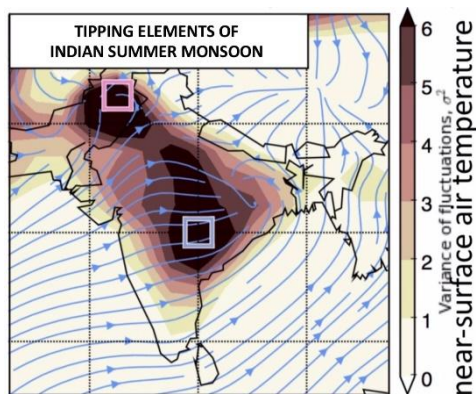 TIPPING ELEMENTS OF
INDIAN SUMMER MONSOON
6
5
4
3
2
1
0
Variance of fluctuations, σ²
near-surface air temperature